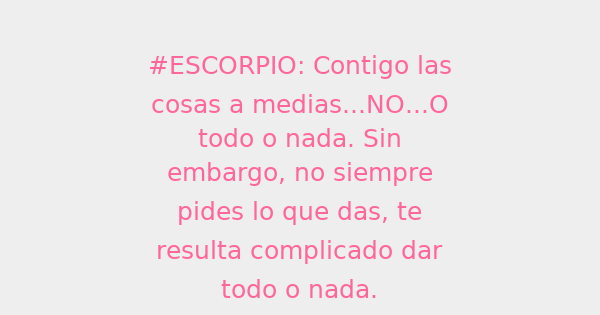 #ESCORPIO: Contigo las
cosas a medias...NO...O
todo o nada. Sin
embargo, no siempre
pides lo que das, te
resulta complicado dar
todo o nada.